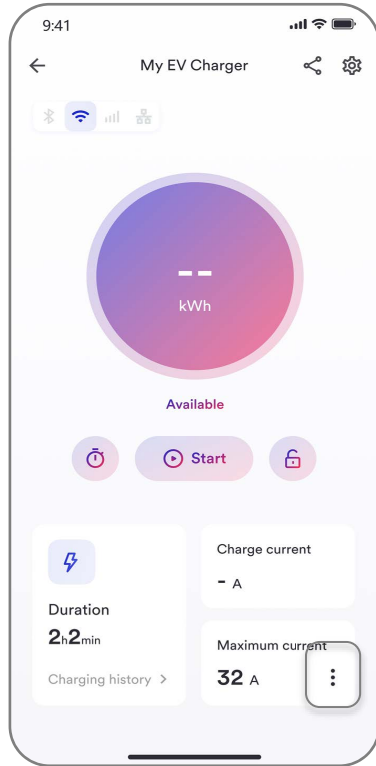 9:41
My EV Charger
--
kWh
Available
Start
Charge current
- A
Duration
2h2min
Maximum current
32 A
Charging history >